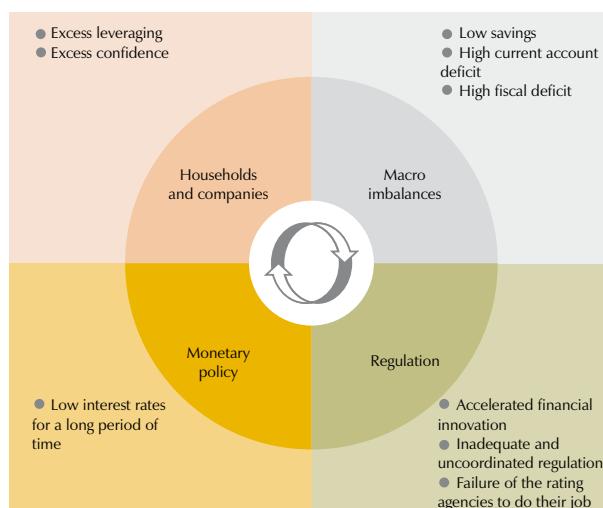 ● Excess leveraging
● Excess confidence
● Low savings
● High current account
deficit
● High fiscal deficit
Households
and companies
Macro
imbalances
Monetary
policy
Regulation
● Low interest rates
for a long period of
time
● Accelerated financial
innovation
● Inadequate and
uncoordinated regulation
● Failure of the rating
agencies to do their job